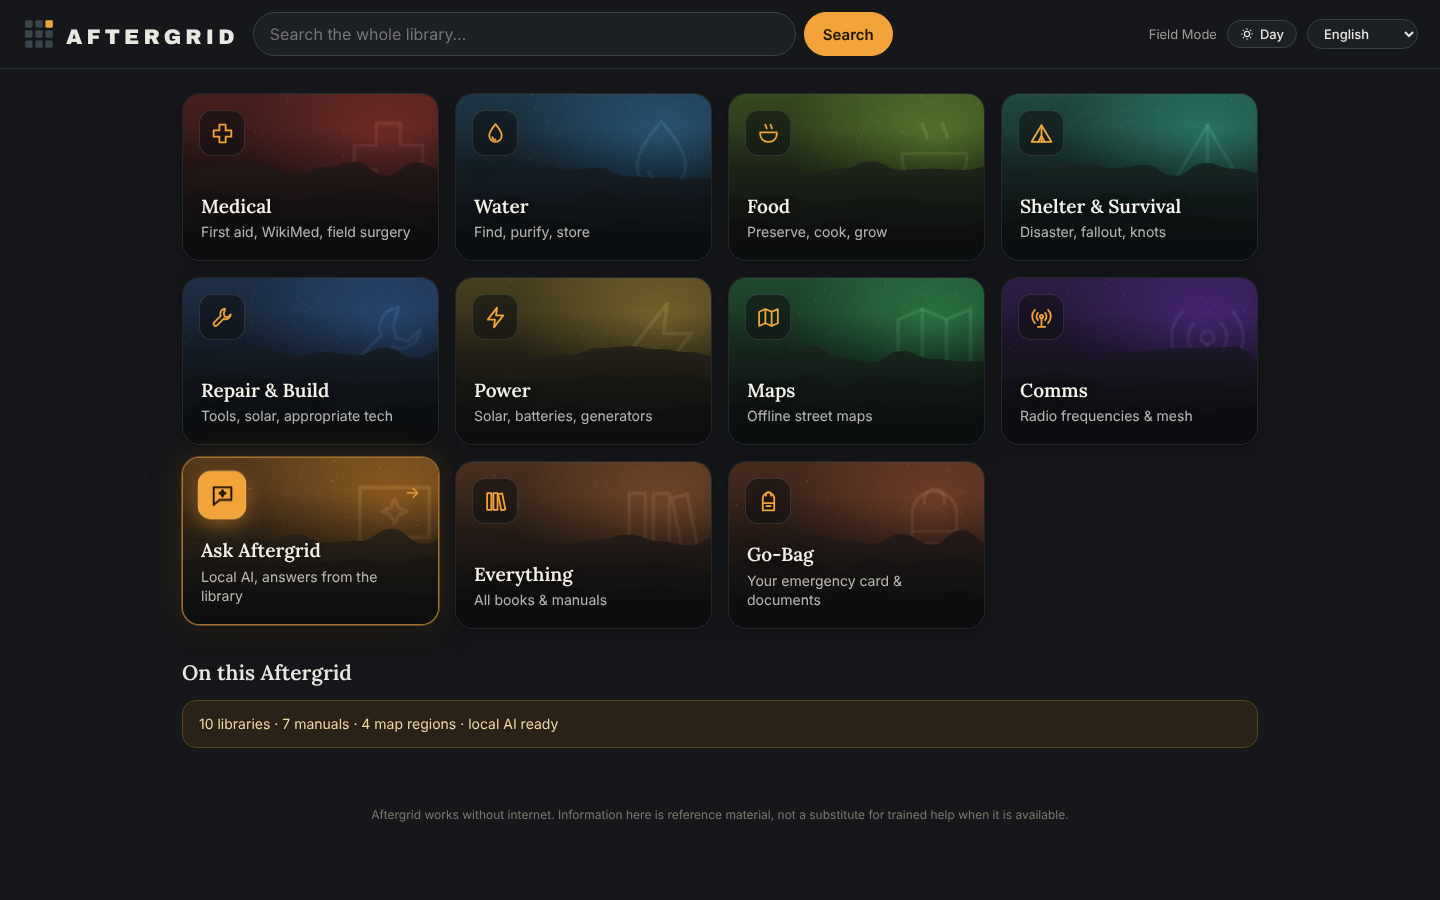 AFTERGRID
Search the whole library...
Search
Field Mode
Day
English
Medical
First aid, WikiMed, field surgery
Water
Find, purify, store
Food
Preserve, cook, grow
Shelter & Survival
Disaster, fallout, knots
Repair & Build
Tools, solar, appropriate tech
Power
Solar, batteries, generators
Maps
Offline street maps
Comms
Radio frequencies & mesh
Ask Aftergrid
Local AI, answers from the
library
Everything
All books & manuals
Go-Bag
Your emergency card &
documents
On this Aftergrid
10 libraries · 7 manuals · 4 map regions · local AI ready
Aftergrid works without internet. Information here is reference material, not a substitute for trained help when it is available.